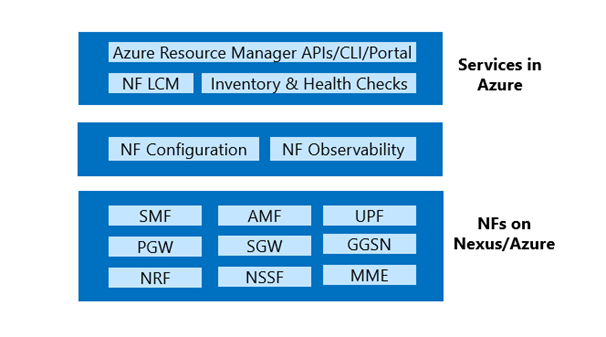 Azure Resource Manager APIs/CLI/Portal
NF LCM
Inventory & Health Checks
Services in
Azure
NF Configuration
NF Observability
SMF
AMF
UPF
PGW
SGW
GGSN
NRF
NSSF
MME
NFs on
Nexus/Azure